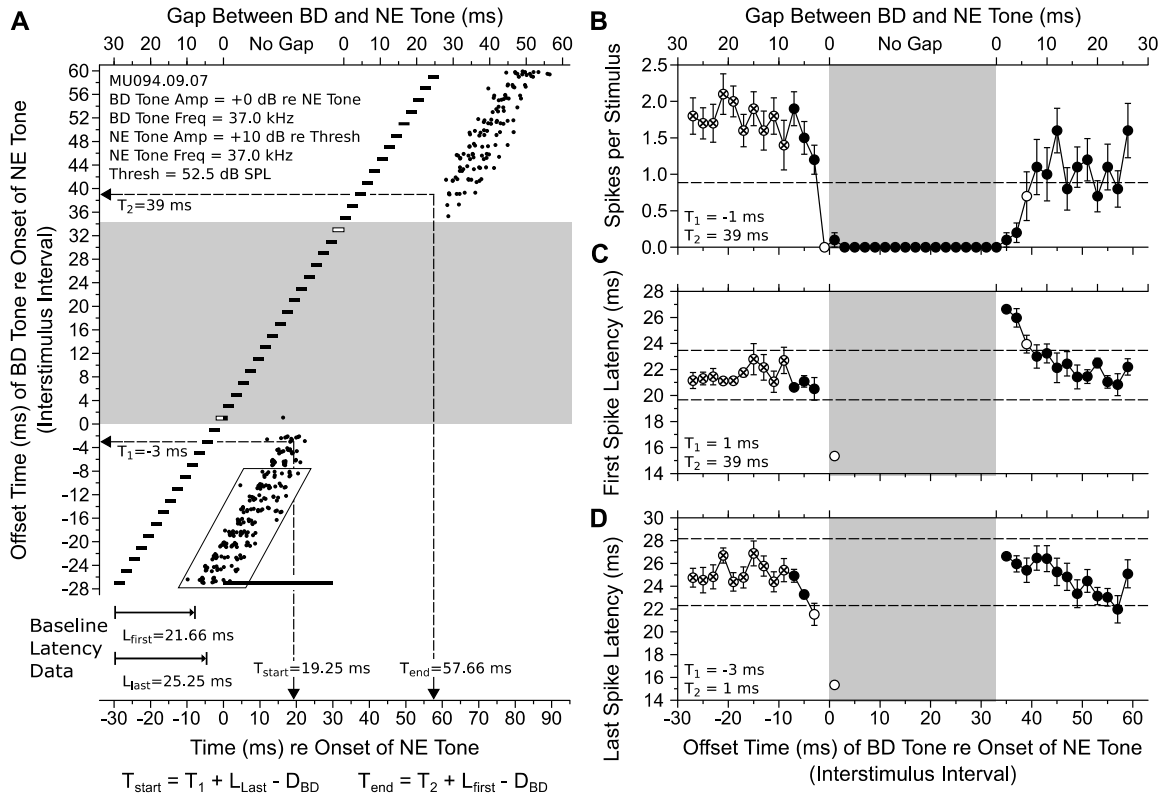 A
Gap Between BD and NE Tone (ms)
30 20 10 0 No Gap 0 10 20 30 40 50 60
Offset Time (ms) of BD Tone re Onset of NE Tone
(Interstimulus Interval)
60
56
52
48
44
40
36
32
28
24
20
16
12
8
4
0
-4
-8
-12
-16
-20
-24
-28
MU094.09.07
BD Tone Amp = +0 dB re NE Tone
BD Tone Freq = 37.0 kHz
NE Tone Amp = +10 dB re Thresh
NE Tone Freq = 37.0 kHz
Thresh = 52.5 dB SPL
T2=39 ms
T1=-3 ms
Baseline
Latency
Data
Lfirst=21.66 ms
Llast=25.25 ms
Tstart=19.25 ms
Tend=57.66 ms
-30 -20 -10 0 10 20 30 40 50 60 70 80 90
Time (ms) re Onset of NE Tone
Tstart = T1 + LLast - DBD
Tend = T2 + Lfirst - DBD
B
Gap Between BD and NE Tone (ms)
30 20 10 0 No Gap 0 10 20 30
Spikes per Stimulus
2.5
2.0
1.5
1.0
0.5
0.0
T1 = -1 ms
T2 = 39 ms
C
First Spike Latency (ms)
28
26
24
22
20
18
16
14
T1 = 1 ms
T2 = 39 ms
D
Last Spike Latency (ms)
30
28
26
24
22
20
18
16
14
T1 = -3 ms
T2 = 1 ms
-30 -20 -10 0 10 20 30 40 50 60
Offset Time (ms) of BD Tone re Onset of NE Tone
(Interstimulus Interval)